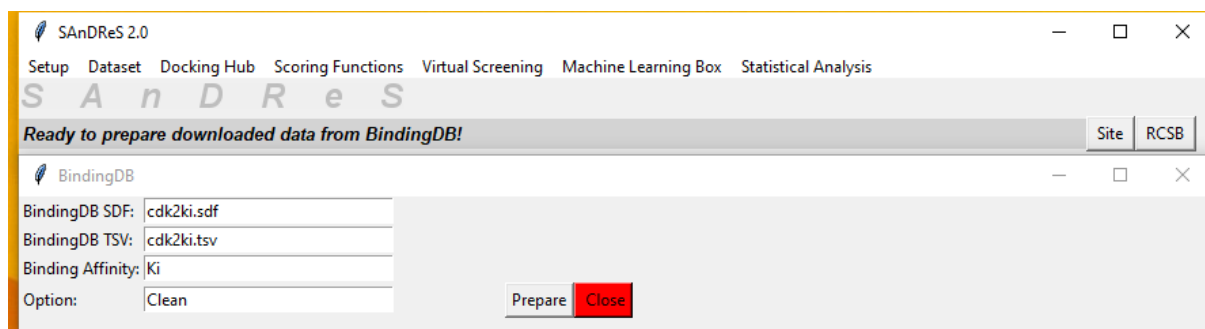 SAnDReS 2.0
Setup Dataset Docking Hub Scoring Functions Virtual Screening Machine Learning Box Statistical Analysis
S A n D R e S
Ready to prepare downloaded data from BindingDB! Site RCSB
BindingDB
BindingDB SDF: cdk2ki.sdf
BindingDB TSV: cdk2ki.tsv
Binding Affinity: Ki
Option: Clean Prepare Close